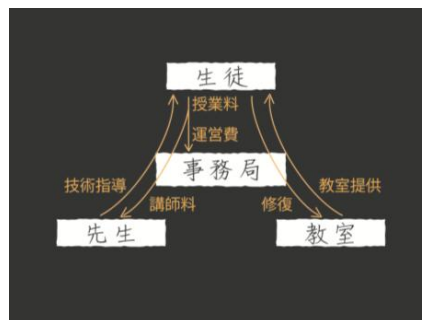 生徒
授業料
運営費
事務局
技術指導
教室提供
講師料
修復
先生
教室